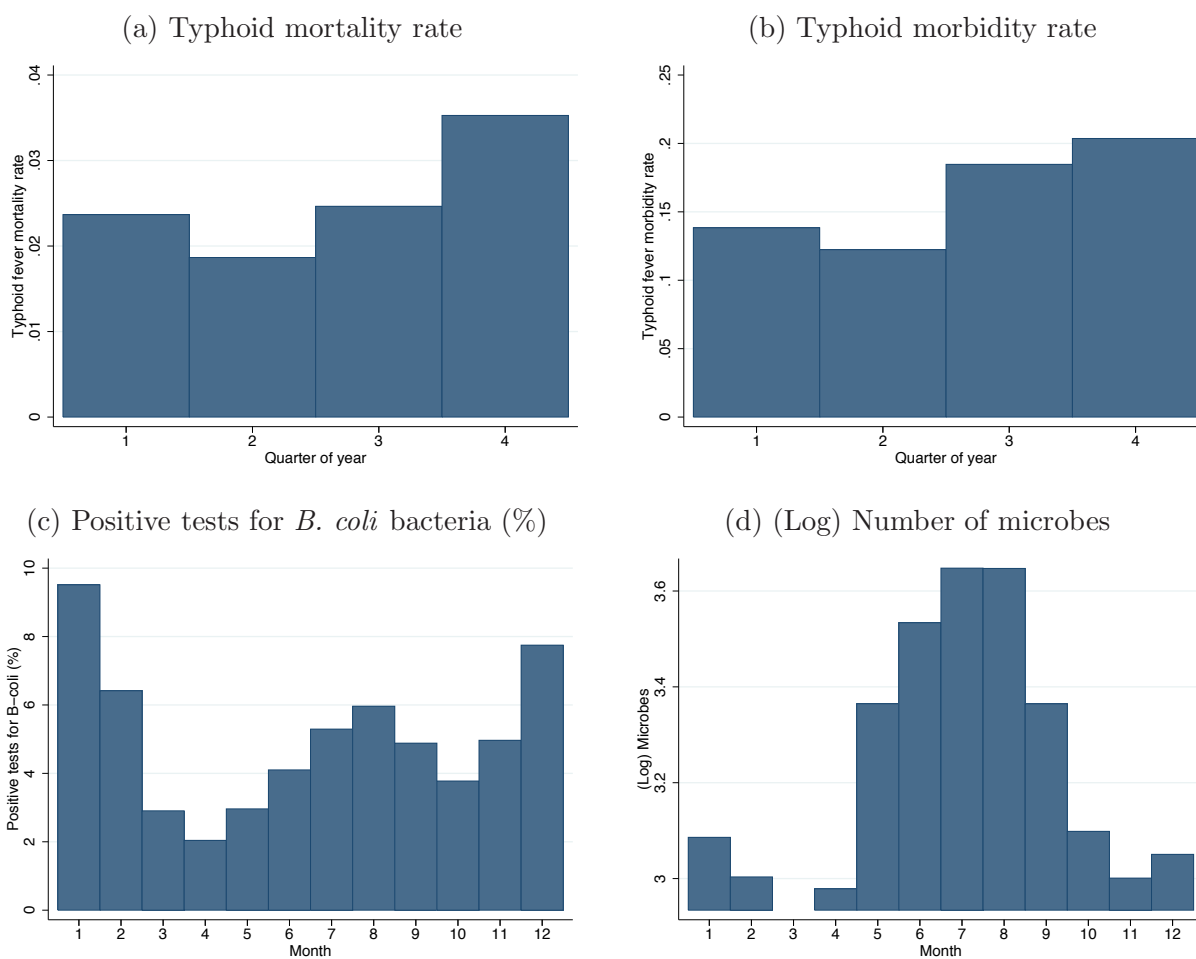 (a) Typhoid mortality rate
Typhoid fever mortality rate
.04
.03
.02
.01
0
1 2 3 4
Quarter of year
(b) Typhoid morbidity rate
Typhoid fever morbidity rate
.25
.2
.15
.1
.05
0
1 2 3 4
Quarter of year
(c) Positive tests for B. coli bacteria (%)
Positive tests for B−coli (%)
10
8
6
4
2
0
1 2 3 4 5 6 7 8 9 10 11 12
Month
(d) (Log) Number of microbes
(Log) Microbes
3.6
3.4
3.2
3
1 2 3 4 5 6 7 8 9 10 11 12
Month